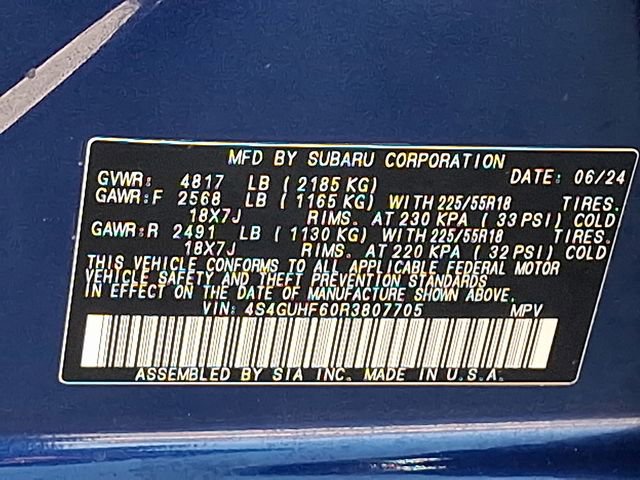 MFD BY SUBARU CORPORATION DATE: 06/24
GVWR: 4817 LB ( 2185 KG)
GAWR: F 2568 LB ( 1165 KG) WITH 225/55R18 TIRES.
18X7J RIMS. AT 230 KPA ( 33 PSI) COLD
GAWR: R 2491 LB ( 1130 KG) WITH 225/55R18 TIRES.
18X7J RIMS. AT 220 KPA ( 32 PSI) COLD
THIS VEHICLE CONFORMS TO ALL APPLICABLE FEDERAL MOTOR
VEHICLE SAFETY AND THEFT PREVENTION STANDARDS
IN EFFECT ON THE DATE OF MANUFACTURE SHOWN ABOVE.
VIN: 4S4GUHF60R3807705 MPV
ASSEMBLED BY SIA INC. MADE IN U.S.A.